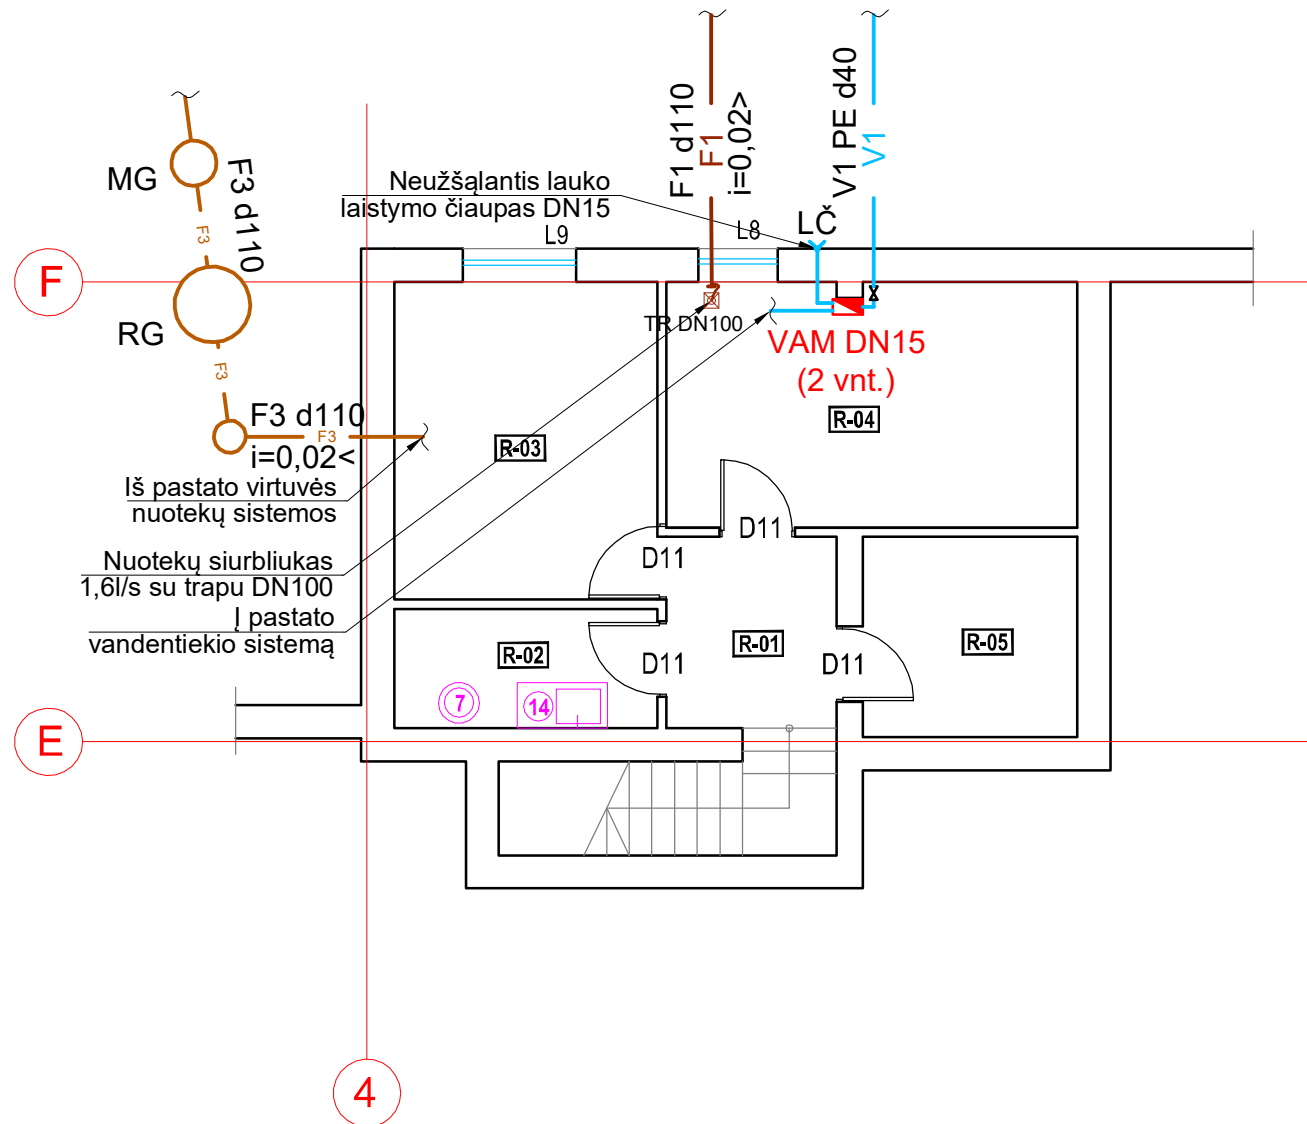 MG
F3 d110
F3
RG
F3
F3 d110
F3
i=0,02<
Iš pastato virtuvės
nuotekų sistemos
Nuotekų siurbliukas
1,6l/s su trapu DN100
Į pastato
vandentiekio sistemą
Neužšąlantis lauko
laistymo čiaupas DN15
F1 d110
F1
i=0,02>
V1 PE d40
V1
LČ
L9
L8
TR DN100
VAM DN15
(2 vnt.)
R-03
R-04
D11
D11
R-02
D11
R-01
D11
R-05
7
14
F
E
4